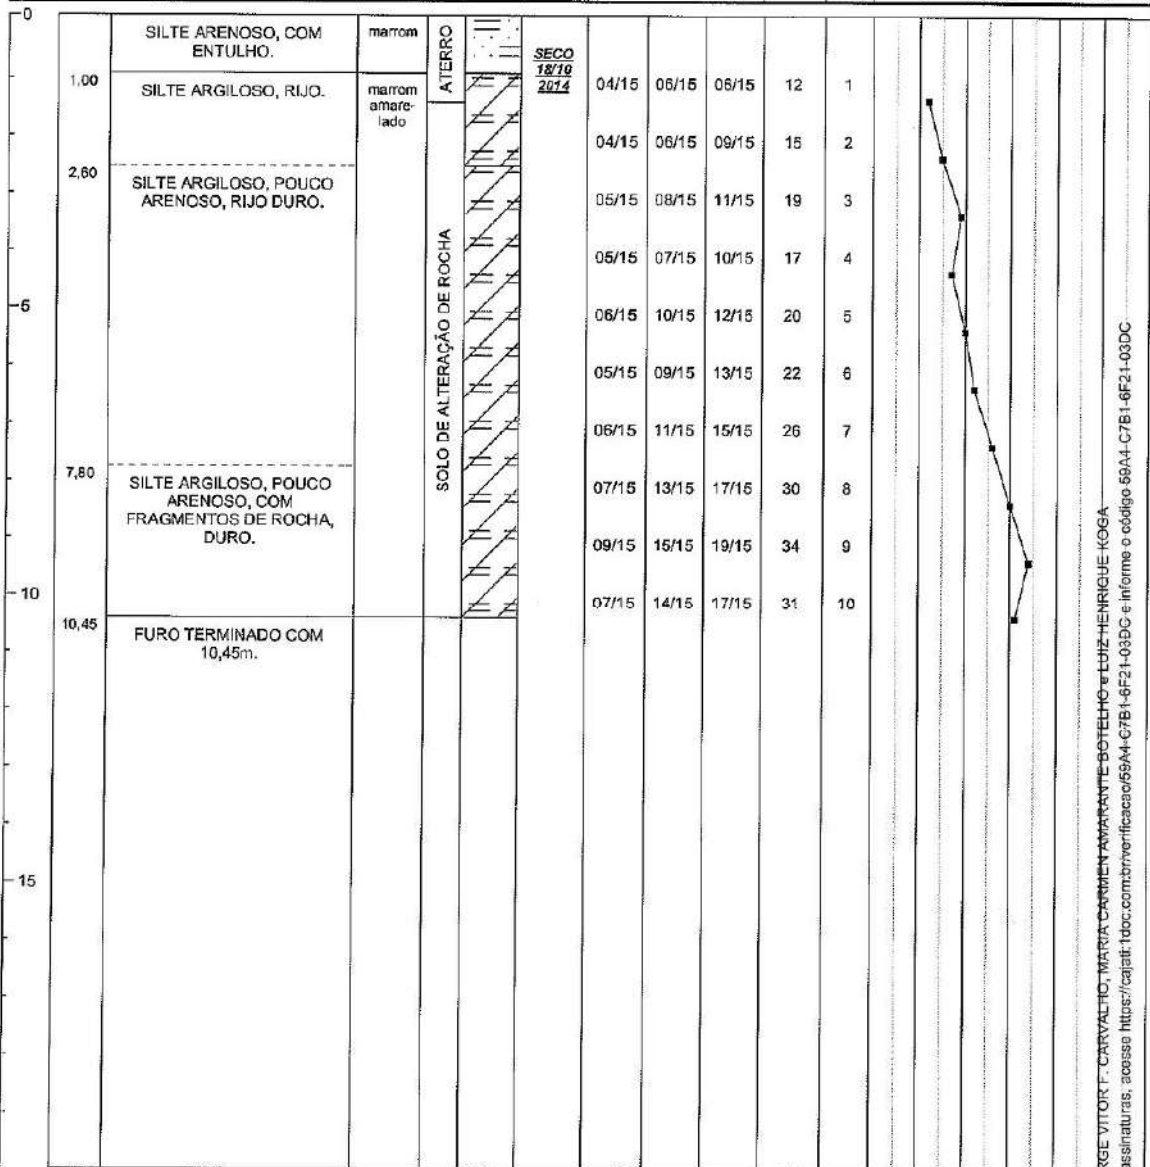 0
SILTE ARENOSO, COM
ENTULHO.
marrom
ATERRO
SECO
18/10
2014
1,00
SILTE ARGILOSO, RIJO.
marrom
amare-
lado
04/15 06/15 06/15 12 1
04/15 06/15 09/15 15 2
2,60
SILTE ARGILOSO, POUCO
ARENOSO, RIJO DURO.
SOLO DE ALTERAÇÃO DE ROCHA
05/15 08/15 11/15 19 3
05/15 07/15 10/15 17 4
5
06/15 10/15 12/15 20 5
05/15 09/15 13/15 22 6
06/15 11/15 15/15 26 7
7,80
SILTE ARGILOSO, POUCO
ARENOSO, COM
FRAGMENTOS DE ROCHA,
DURO.
07/15 13/15 17/15 30 8
09/15 15/15 19/15 34 9
10
07/15 14/15 17/15 31 10
10,45
FURO TERMINADO COM
10,45m.
15
RGE VITOR F. CARVALHO, MARIA CARMEN AMARANTE BOTELHO e LUIZ HENRIQUE KOGA
assinaturas, acesse https://cajati.1doc.com.br/verificacao/59A4-C7B1-6F21-03DC e informe o código 59A4-C7B1-6F21-03DC